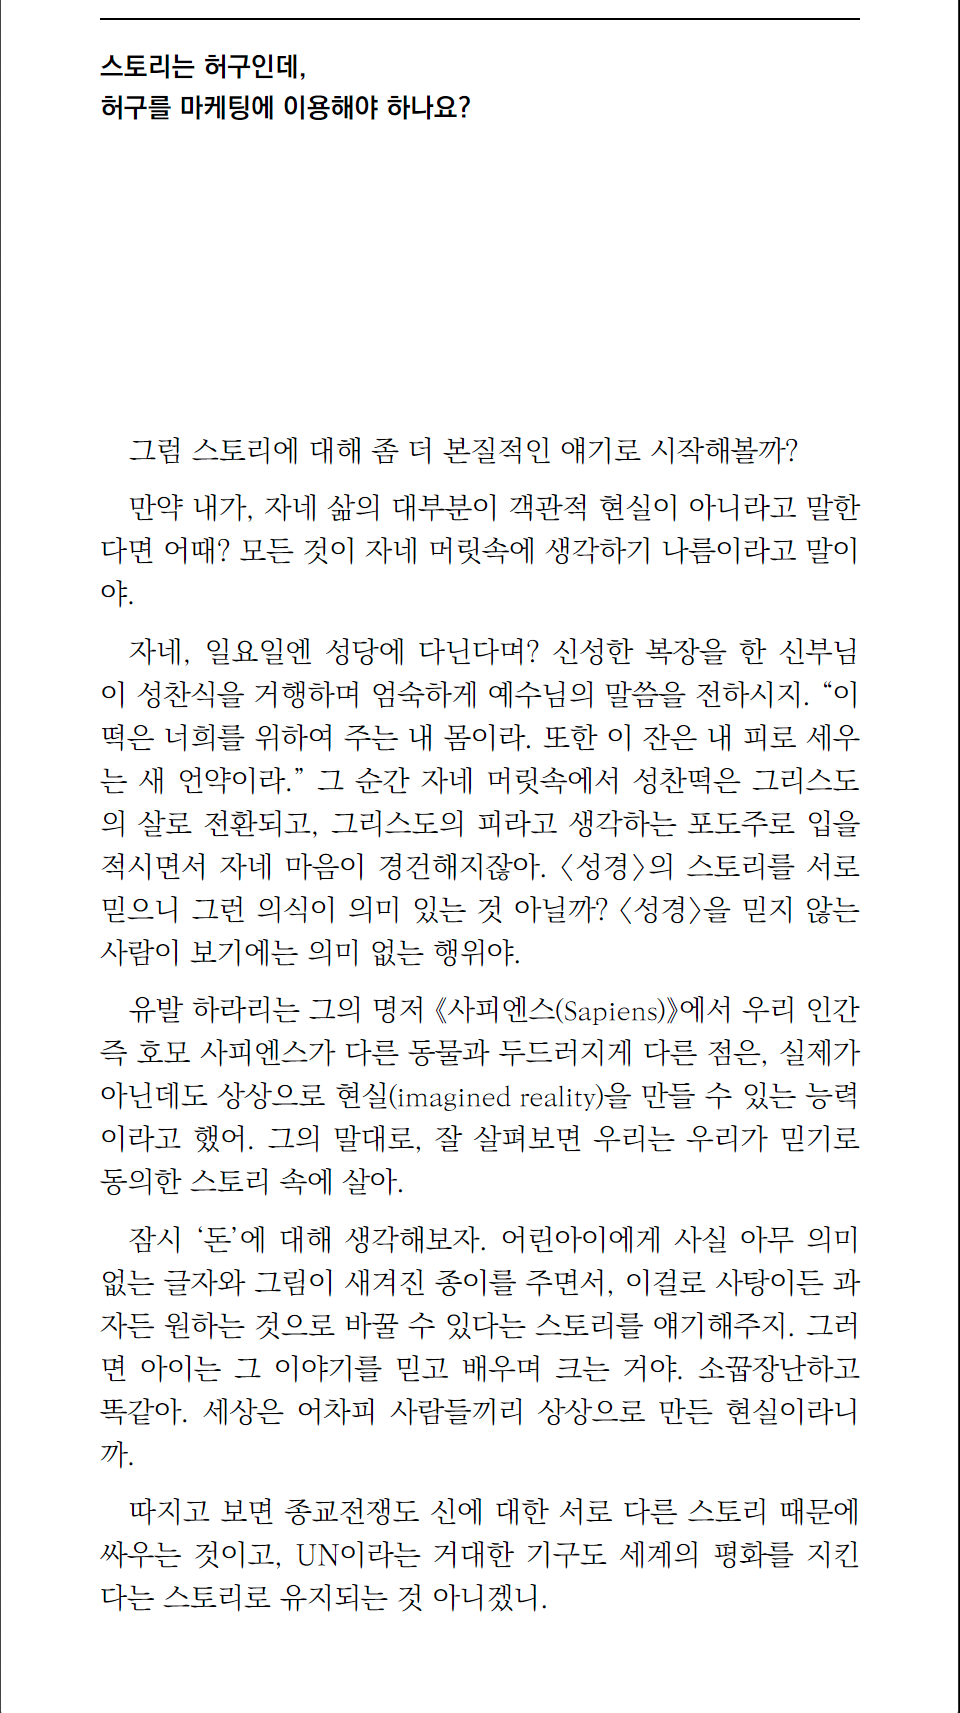 스토리는 허구인데,
허구를 마케팅에 이용해야 하나요?
그럼 스토리에 대해 좀 더 본질적인 얘기로 시작해볼까?
만약 내가, 자네 삶의 대부분이 객관적 현실이 아니라고 말한
다면 어때? 모든 것이 자네 머릿속에 생각하기 나름이라고 말이
야.
자네, 일요일엔 성당에 다닌다며? 신성한 복장을 한 신부님
이 성찬식을 거행하며 엄숙하게 예수님의 말씀을 전하시지. “이
떡은 너희를 위하여 주는 내 몸이라. 또한 이 잔은 내 피로 세우
는 새 언약이라.” 그 순간 자네 머릿속에서 성찬떡은 그리스도
의 살로 전환되고, 그리스도의 피라고 생각하는 포도주로 입을
적시면서 자네 마음이 경건해지잖아. 〈성경〉의 스토리를 서로
믿으니 그런 의식이 의미 있는 것 아닐까? 〈성경〉을 믿지 않는
사람이 보기에는 의미 없는 행위야.
유발 하라리는 그의 명저 《사피엔스(Sapiens)》에서 우리 인간
즉 호모 사피엔스가 다른 동물과 두드러지게 다른 점은, 실제가
아닌데도 상상으로 현실(imagined reality)을 만들 수 있는 능력
이라고 했어. 그의 말대로, 잘 살펴보면 우리는 우리가 믿기로
동의한 스토리 속에 살아.
잠시 ‘돈’에 대해 생각해보자. 어린아이에게 사실 아무 의미
없는 글자와 그림이 새겨진 종이를 주면서, 이걸로 사탕이든 과
자든 원하는 것으로 바꿀 수 있다는 스토리를 얘기해주지. 그러
면 아이는 그 이야기를 믿고 배우며 크는 거야. 소꿉장난하고
똑같아. 세상은 어차피 사람들끼리 상상으로 만든 현실이라니
까.
따지고 보면 종교전쟁도 신에 대한 서로 다른 스토리 때문에
싸우는 것이고, UN이라는 거대한 기구도 세계의 평화를 지킨
다는 스토리로 유지되는 것 아니겠니.